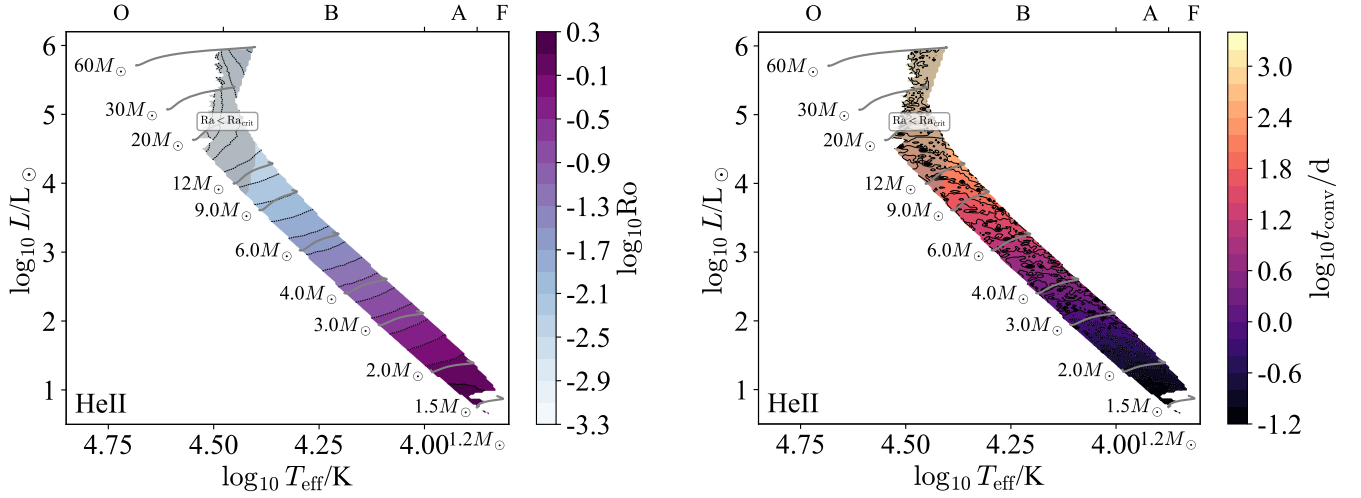 O B A F
6
5
4
3
2
1
log₁₀ L/L☉
60M☉
30M☉
20M☉
Ra < Ra_crit
12M☉
9.0M☉
6.0M☉
4.0M☉
3.0M☉
2.0M☉
1.5M☉
1.2M☉
HeII
4.75 4.50 4.25 4.00
log₁₀ T_eff/K
0.3
-0.1
-0.5
-0.9
-1.3
-1.7
-2.1
-2.5
-2.9
-3.3
log₁₀Ro
O B A F
6
5
4
3
2
1
log₁₀ L/L☉
60M☉
30M☉
20M☉
Ra < Ra_crit
12M☉
9.0M☉
6.0M☉
4.0M☉
3.0M☉
2.0M☉
1.5M☉
1.2M☉
HeII
4.75 4.50 4.25 4.00
log₁₀ T_eff/K
3.0
2.4
1.8
1.2
0.6
0.0
-0.6
-1.2
log₁₀t_conv/d